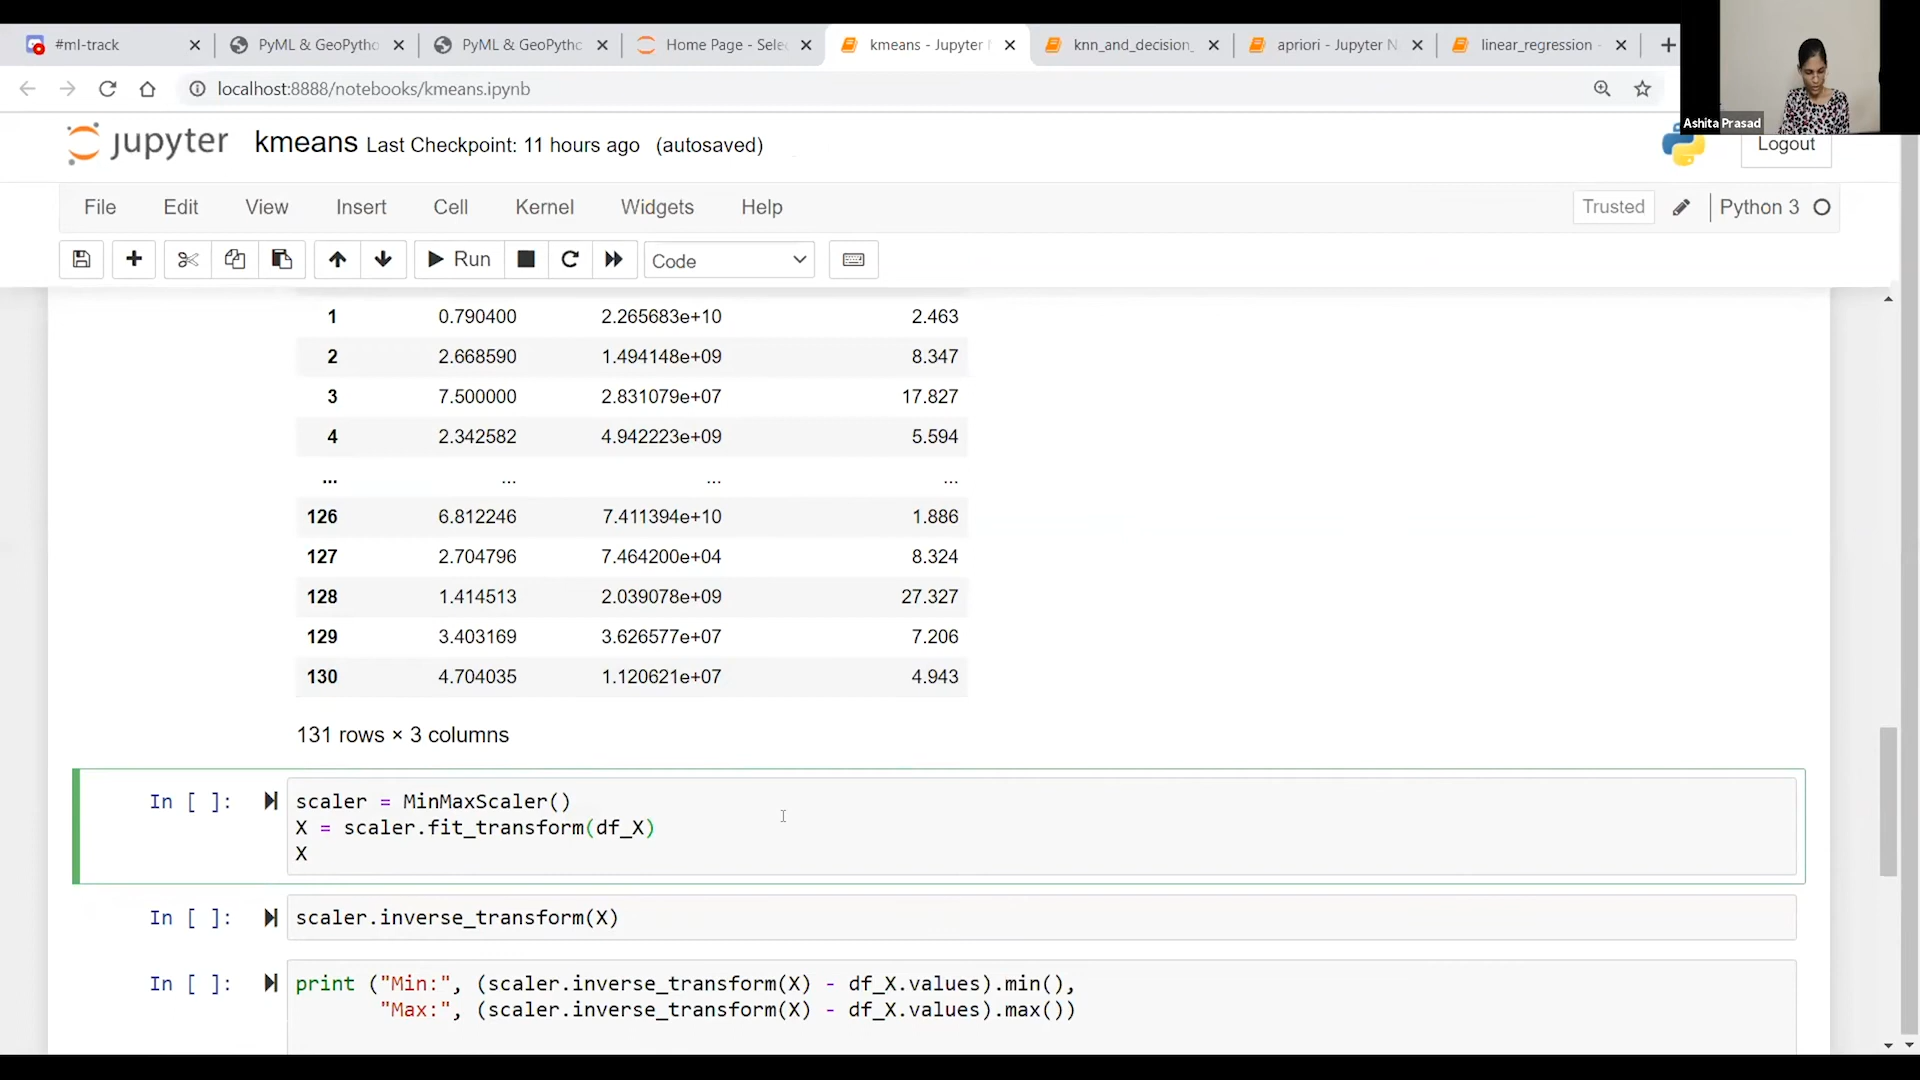 #ml-track
PyML & GeoPytho
PyML & GeoPythc
Home Page - Selec
kmeans - Jupyter
knn_and_decision_
apriori - Jupyter N
linear_regression -
localhost:8888/notebooks/kmeans.ipynb
Ashita Prasad
jupyter kmeans Last Checkpoint: 11 hours ago (autosaved)
Logout
File Edit View Insert Cell Kernel Widgets Help
Trusted Python 3
Run Code
1 0.790400 2.265683e+10 2.463
2 2.668590 1.494148e+09 8.347
3 7.500000 2.831079e+07 17.827
4 2.342582 4.942223e+09 5.594
... ... ... ...
126 6.812246 7.411394e+10 1.886
127 2.704796 7.464200e+04 8.324
128 1.414513 2.039078e+09 27.327
129 3.403169 3.626577e+07 7.206
130 4.704035 1.120621e+07 4.943
131 rows × 3 columns
In [ ]: scaler = MinMaxScaler()
X = scaler.fit_transform(df_X)
X
In [ ]: scaler.inverse_transform(X)
In [ ]: print ("Min:", (scaler.inverse_transform(X) - df_X.values).min(),
"Max:", (scaler.inverse_transform(X) - df_X.values).max())